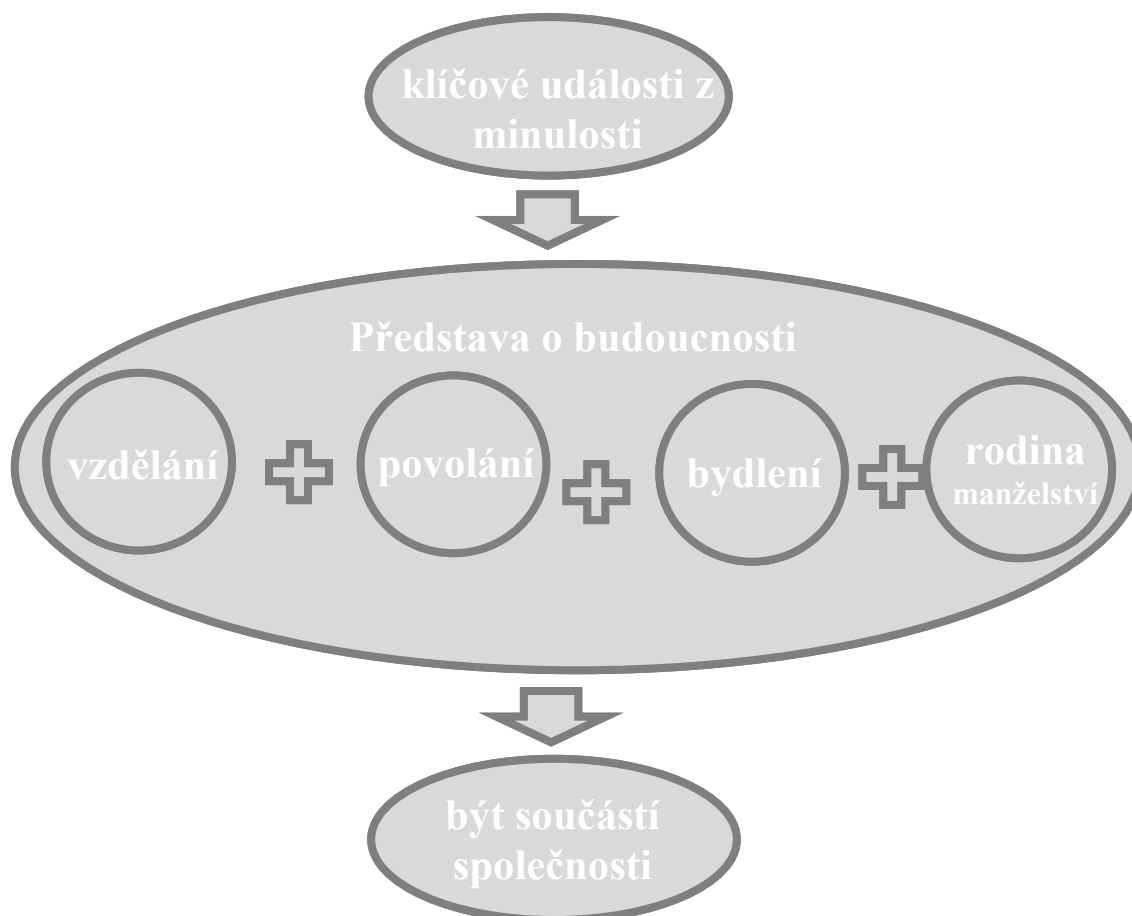 klíčové události z
minulosti
Představa o budoucnosti
vzdělání
povolání
bydlení
rodina
manželství
být součástí
společnosti